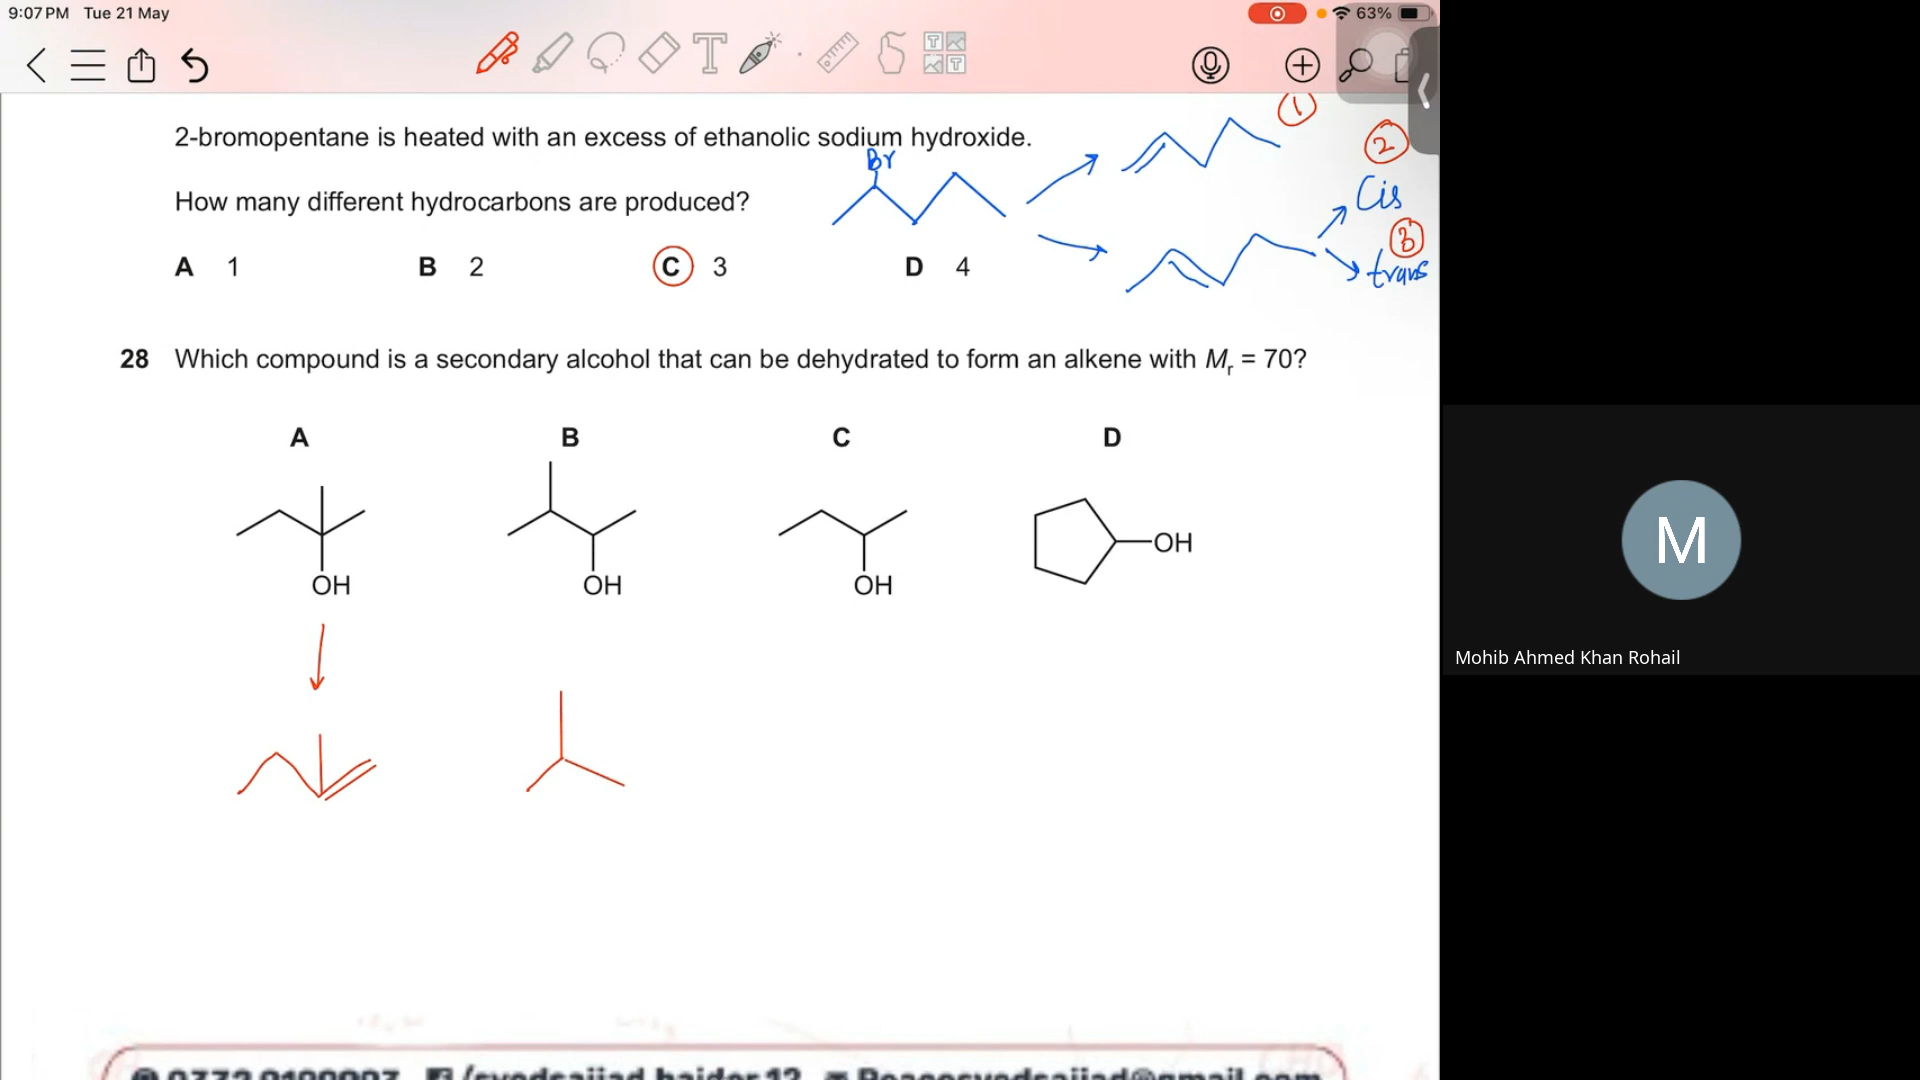 9:07 PM Tue 21 May
63%
2-bromopentane is heated with an excess of ethanolic sodium hydroxide.
How many different hydrocarbons are produced?
A 1 B 2 C 3 D 4
Br
1
2
Cis
3
trans
28 Which compound is a secondary alcohol that can be dehydrated to form an alkene with Mr = 70?
A B C D
OH OH OH OH
M
Mohib Ahmed Khan Rohail